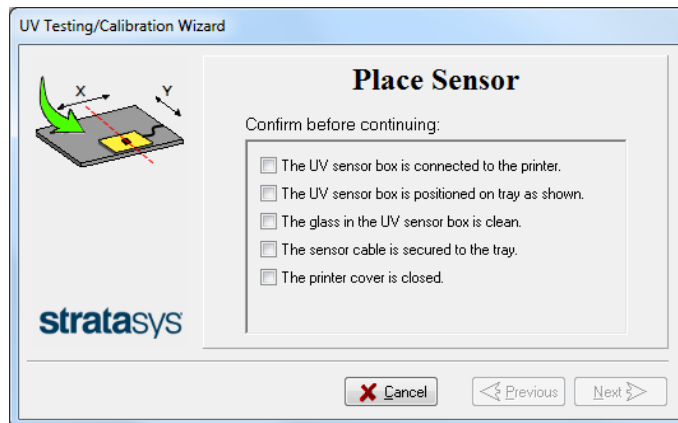 UV Testing/Calibration Wizard
X
Y
Place Sensor
Confirm before continuing:
The UV sensor box is connected to the printer.
The UV sensor box is positioned on tray as shown.
The glass in the UV sensor box is clean.
The sensor cable is secured to the tray.
The printer cover is closed.
stratasys
Cancel
Previous
Next